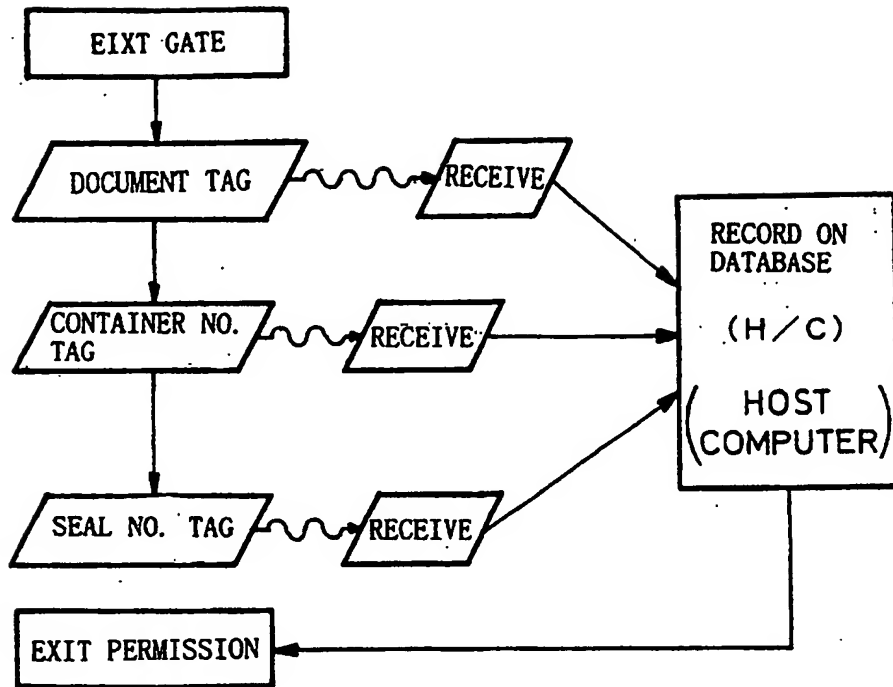 EIXT GATE
DOCUMENT TAG
RECEIVE
RECORD ON
DATABASE
(H/C)
(HOST
COMPUTER)
CONTAINER NO.
TAG
RECEIVE
SEAL NO. TAG
RECEIVE
EXIT PERMISSION